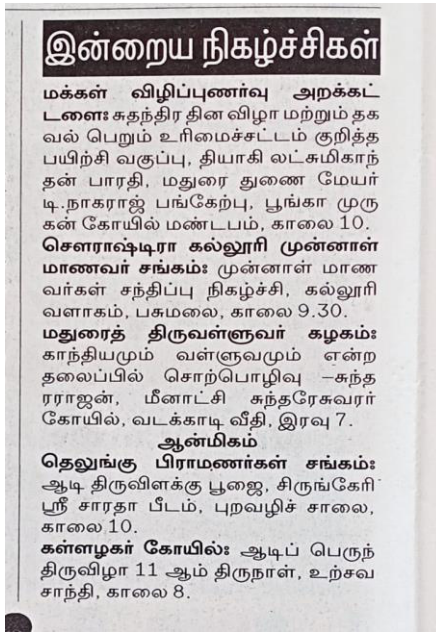 இன்றைய நிகழ்ச்சிகள்
மக்கள் விழிப்புணர்வு அறக்கட்
டளை: சுதந்திர தின விழா மற்றும் தக
வல் பெறும் உரிமைச்சட்டம் குறித்த
பயிற்சி வகுப்பு, தியாகி லட்சுமிகாந்
தன் பாரதி, மதுரை துணை மேயர்
டி.நாகராஜ் பங்கேற்பு, பூங்கா முரு
கன் கோயில் மண்டபம், காலை 10.
சௌராஷ்டிரா கல்லூரி முன்னாள்
மாணவர் சங்கம்: முன்னாள் மாண
வர்கள் சந்திப்பு நிகழ்ச்சி, கல்லூரி
வளாகம், பசுமலை, காலை 9.30.
மதுரைத் திருவள்ளுவர் கழகம்:
காந்தியமும் வள்ளுவமும் என்ற
தலைப்பில் சொற்பொழிவு –சுந்த
ரராஜன், மீனாட்சி சுந்தரேசுவரர்
கோயில், வடக்காடி வீதி, இரவு 7.
ஆன்மிகம்
தெலுங்கு பிராமணர்கள் சங்கம்:
ஆடி திருவிளக்கு பூஜை, சிருங்கேரி
ஸ்ரீ சாரதா பீடம், புறவழிச் சாலை,
காலை 10.
கள்ளழகர் கோயில்: ஆடிப் பெருந்
திருவிழா 11 ஆம் திருநாள், உற்சவ
சாந்தி, காலை 8.